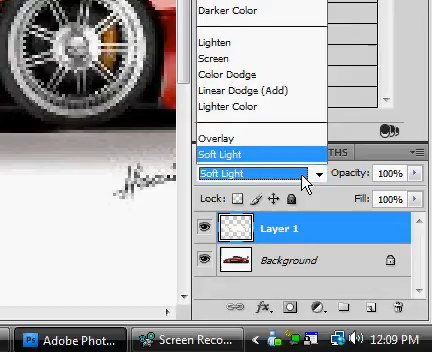 Darker Color
Lighten
Screen
Color Dodge
Linear Dodge (Add)
Lighter Color
Overlay
Soft Light
THS
Soft Light
Opacity: 100%
Lock:
Fill: 100%
Layer 1
Background
fx
Adobe Phot...
Screen Reco...
12:09 PM